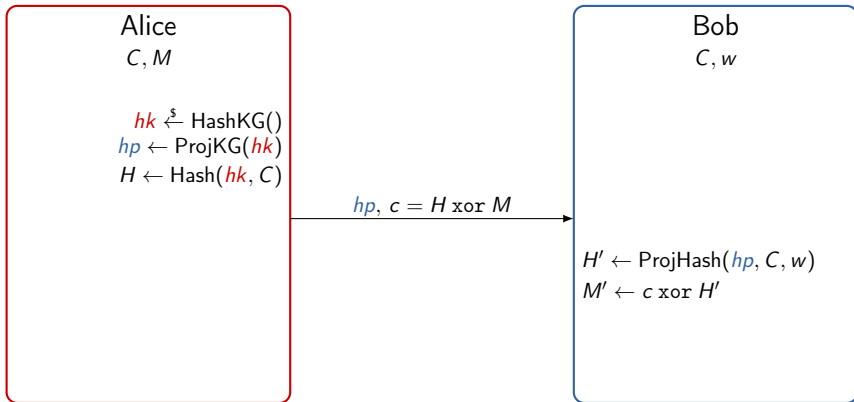 Alice
C, M
hk $← HashKG()
hp ← ProjKG(hk)
H ← Hash(hk, C)
hp, c = H xor M
Bob
C, w
H′ ← ProjHash(hp, C, w)
M′ ← c xor H′